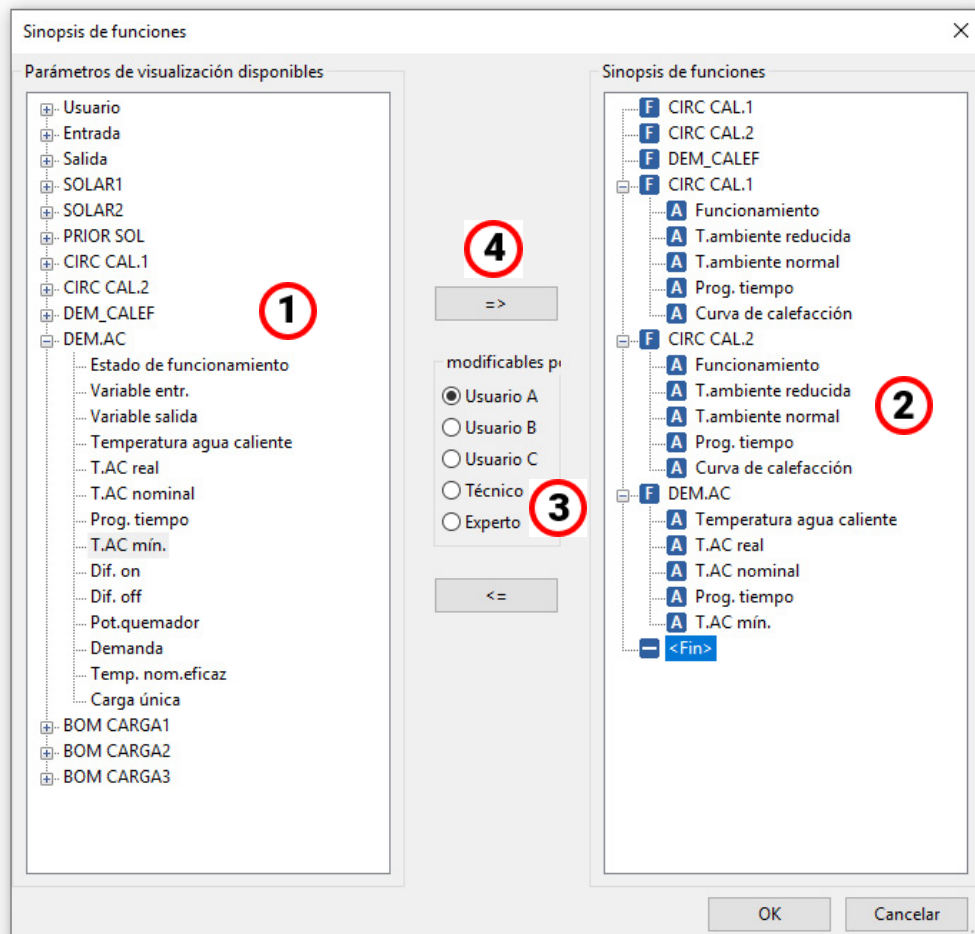 Sinopsis de funciones
Parámetros de visualización disponibles
Usuario
Entrada
Salida
SOLAR1
SOLAR2
PRIOR SOL
CIRC CAL.1
CIRC CAL.2
DEM_CALEF
DEM.AC
Estado de funcionamiento
Variable entr.
Variable salida
Temperatura agua caliente
T.AC real
T.AC nominal
Prog. tiempo
T.AC mín.
Dif. on
Dif. off
Pot.quemador
Demanda
Temp. nom.eficaz
Carga única
BOM CARGA1
BOM CARGA2
BOM CARGA3
1
4
=>
modificables po
Usuario A
Usuario B
Usuario C
Técnico
Experto
3
<=
Sinopsis de funciones
F CIRC CAL.1
F CIRC CAL.2
F DEM_CALEF
F CIRC CAL.1
A Funcionamiento
A T.ambiente reducida
A T.ambiente normal
A Prog. tiempo
A Curva de calefacción
F CIRC CAL.2
A Funcionamiento
A T.ambiente reducida
A T.ambiente normal
A Prog. tiempo
A Curva de calefacción
F DEM.AC
A Temperatura agua caliente
A T.AC real
A T.AC nominal
A Prog. tiempo
A T.AC mín.
<Fin>
2
OK
Cancelar